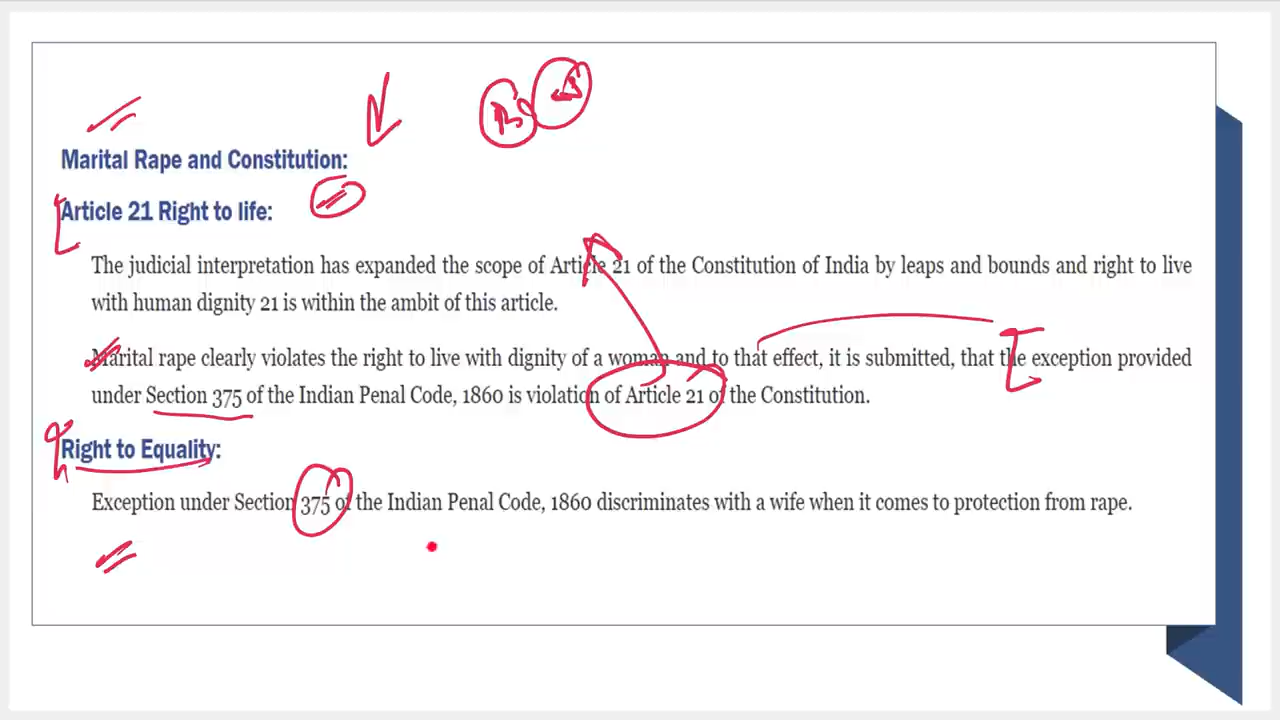 Marital Rape and Constitution:
Article 21 Right to life:
The judicial interpretation has expanded the scope of Article 21 of the Constitution of India by leaps and bounds and right to live
with human dignity 21 is within the ambit of this article.
Marital rape clearly violates the right to live with dignity of a woman and to that effect, it is submitted, that the exception provided
under Section 375 of the Indian Penal Code, 1860 is violation of Article 21 of the Constitution.
Right to Equality:
Exception under Section 375 of the Indian Penal Code, 1860 discriminates with a wife when it comes to protection from rape.